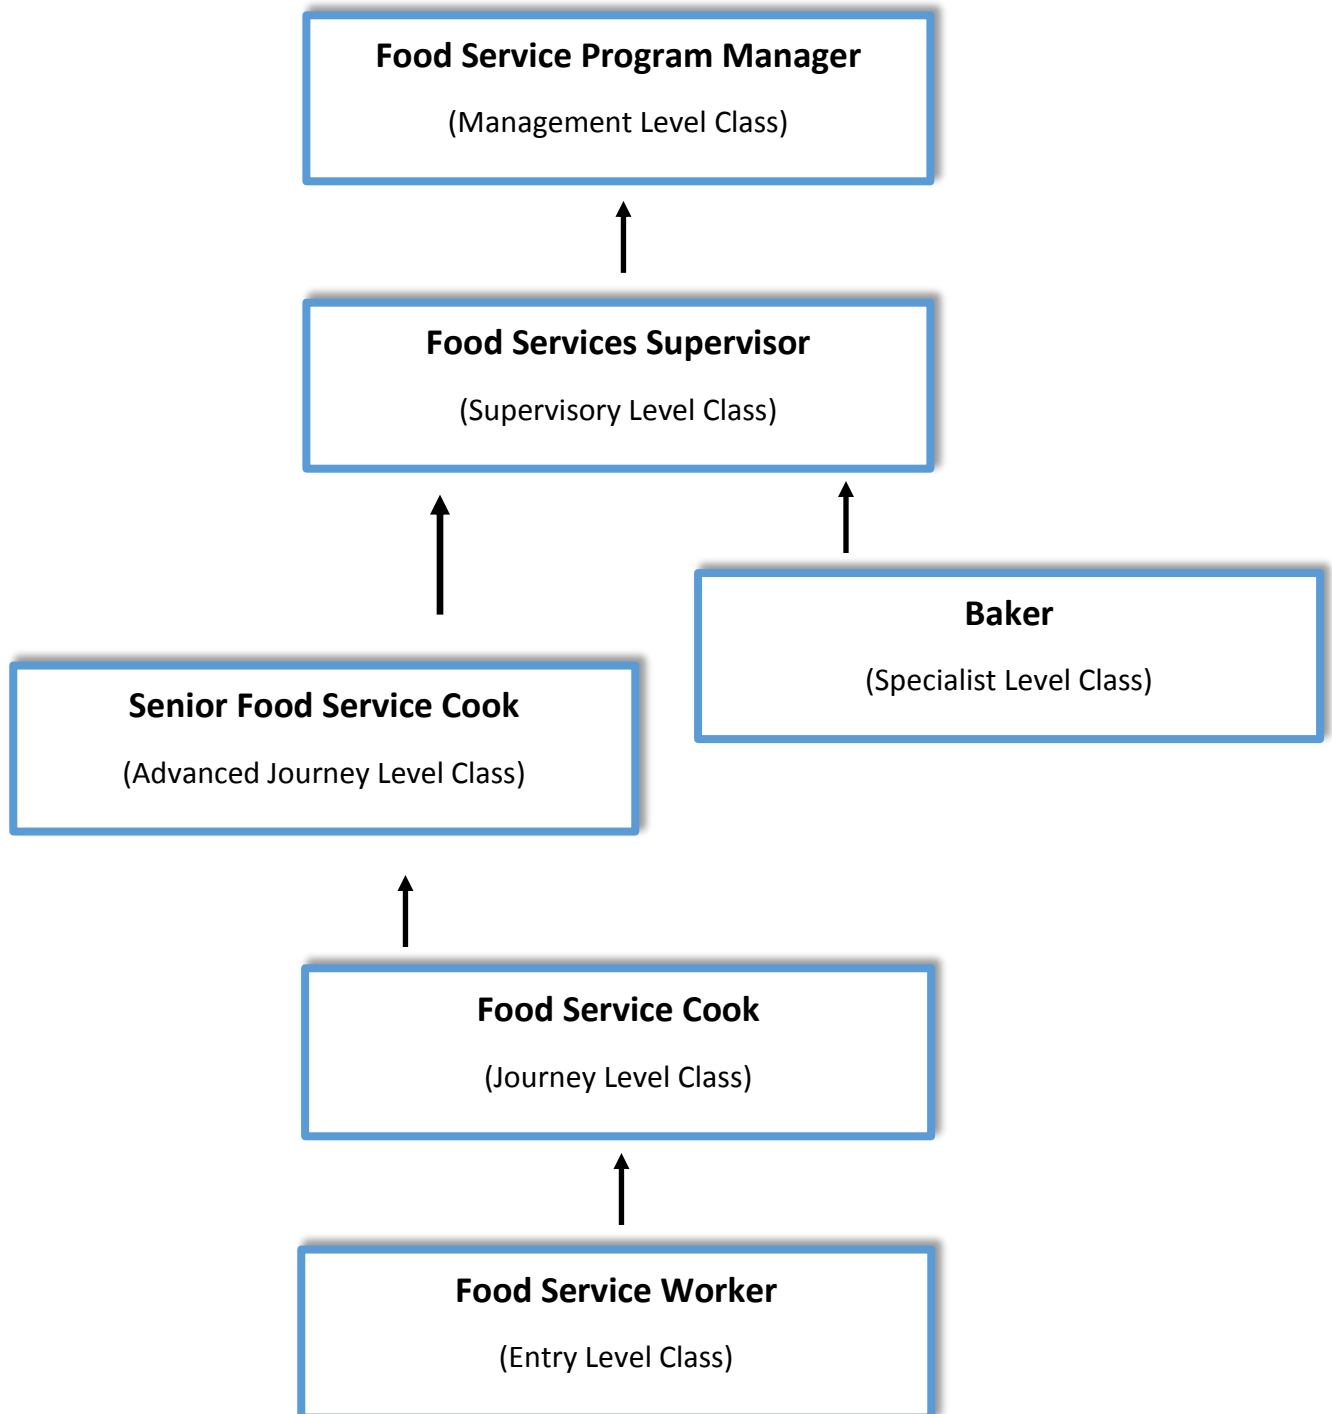 Food Service Program Manager
(Management Level Class)
Food Services Supervisor
(Supervisory Level Class)
Baker
(Specialist Level Class)
Senior Food Service Cook
(Advanced Journey Level Class)
Food Service Cook
(Journey Level Class)
Food Service Worker
(Entry Level Class)